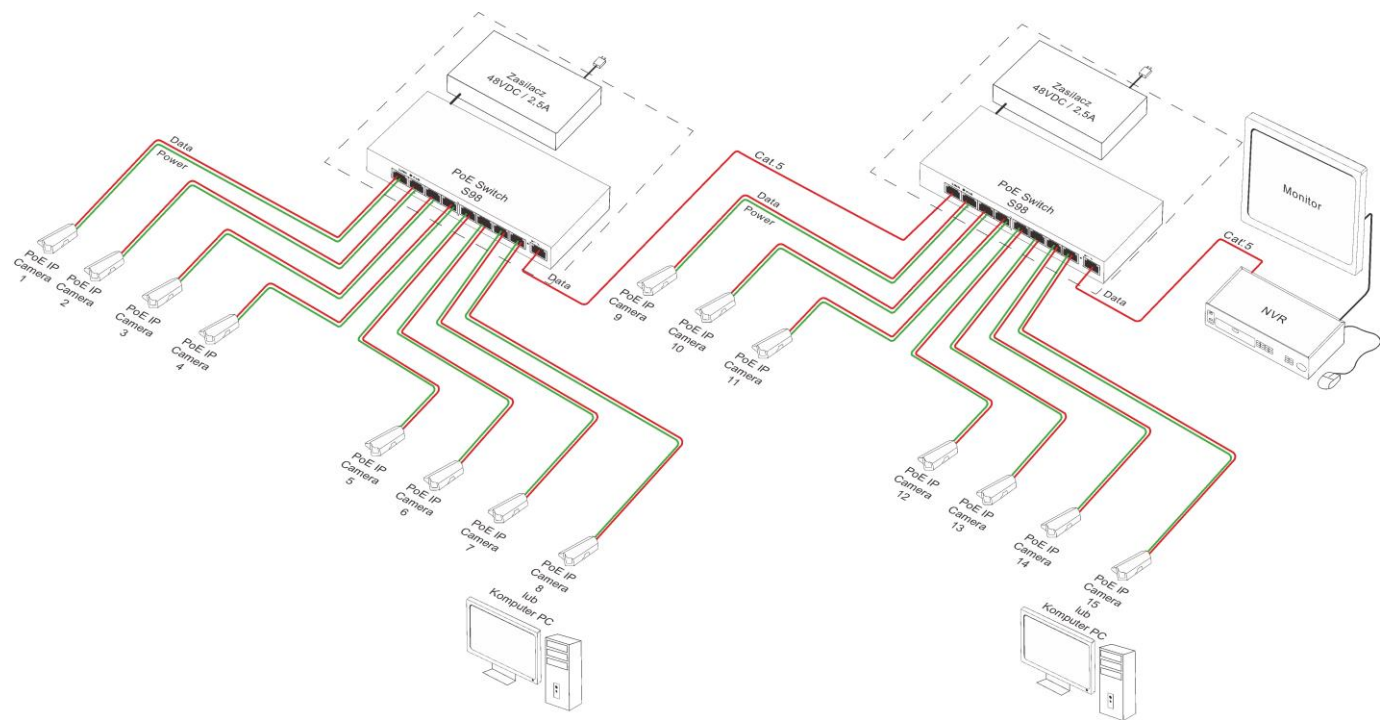 Zasilacz
48VDC / 2,5A
PoE Switch
S98
Data
Power
Data
Cat.5
PoE IP
Camera
1
PoE IP
Camera
2
PoE IP
Camera
3
PoE IP
Camera
4
PoE IP
Camera
5
PoE IP
Camera
6
PoE IP
Camera
7
PoE IP
Camera
8
lub
Komputer PC
Zasilacz
48VDC / 2,5A
PoE Switch
S98
Data
Power
Data
Cat.5
Monitor
NVR
PoE IP
Camera
9
PoE IP
Camera
10
PoE IP
Camera
11
PoE IP
Camera
12
PoE IP
Camera
13
PoE IP
Camera
14
PoE IP
Camera
15
lub
Komputer PC